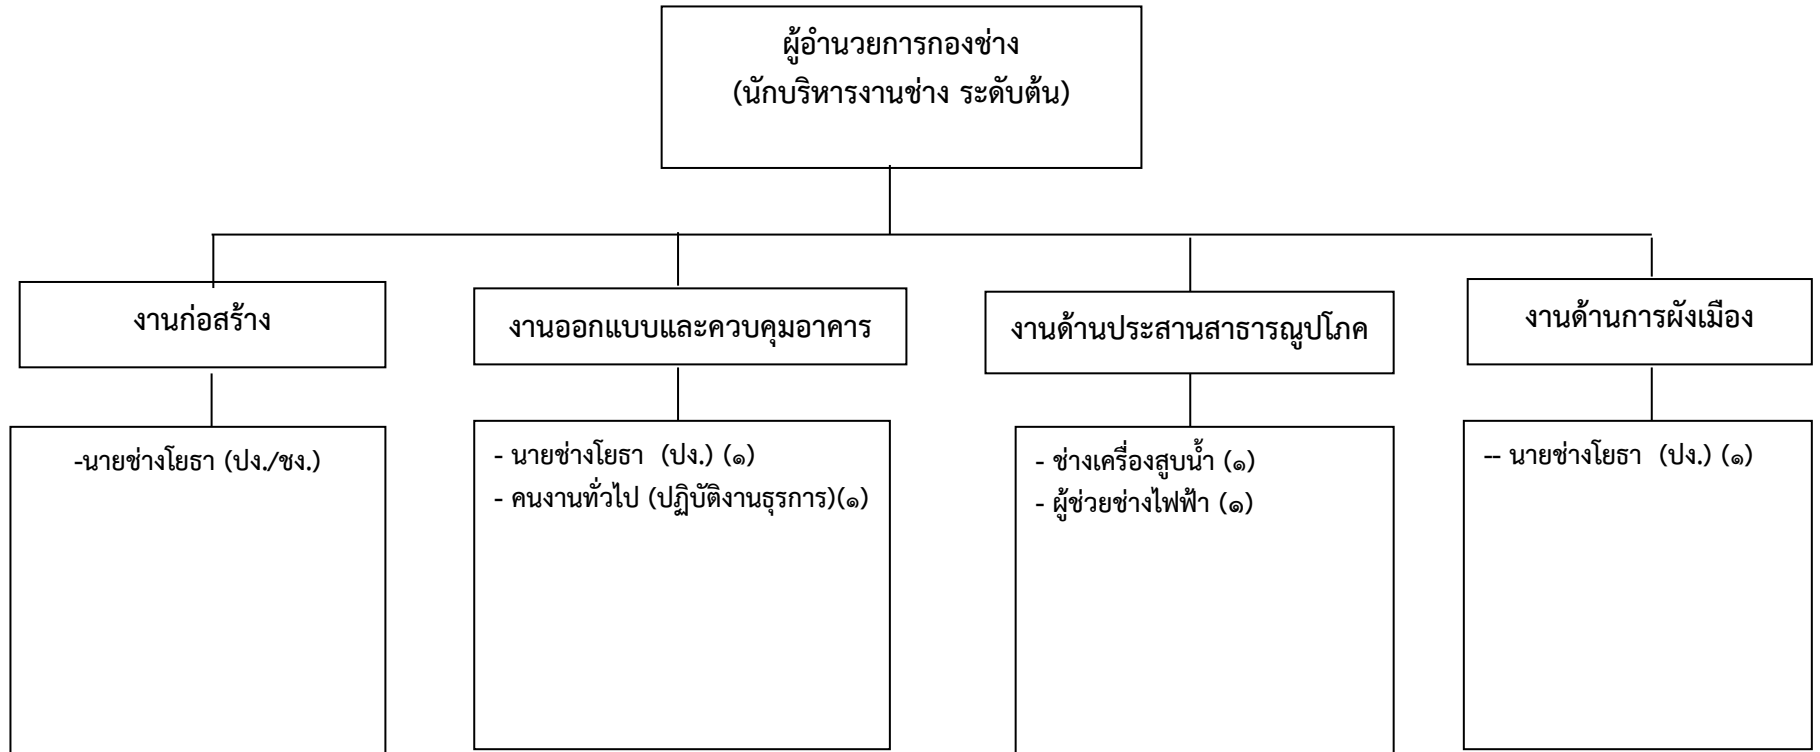 ผู้อำนวยการกองช่าง
(นักบริหารงานช่าง ระดับต้น)
งานก่อสร้าง
งานออกแบบและควบคุมอาคาร
งานด้านประสานสาธารณูปโภค
งานด้านการผังเมือง
-นายช่างโยธา (ปง./ชง.)
- นายช่างโยธา (ปง.) (๑)
- คนงานทั่วไป (ปฏิบัติงานธุรการ)(๑)
- ช่างเครื่องสูบน้ำ (๑)
- ผู้ช่วยช่างไฟฟ้า (๑)
-- นายช่างโยธา (ปง.) (๑)